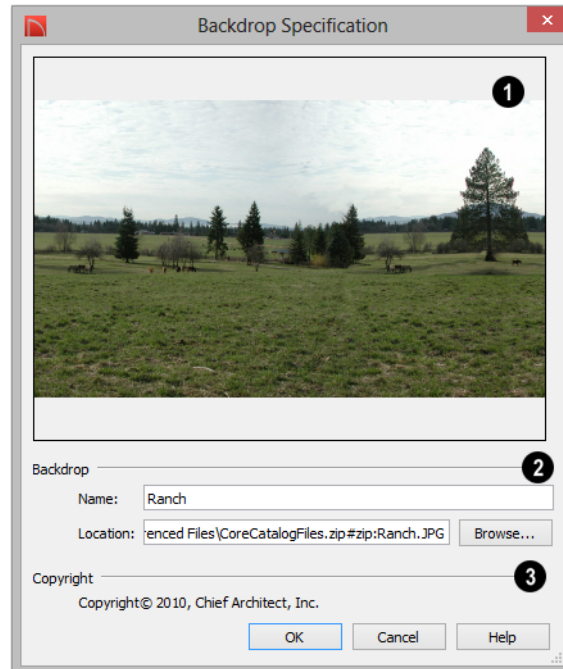 Backdrop Specification
1
Backdrop
2
Name: Ranch
Location: renced Files\CoreCatalogFiles.zip#zip:Ranch.JPG Browse...
Copyright
3
Copyright© 2010, Chief Architect, Inc.
OK Cancel Help